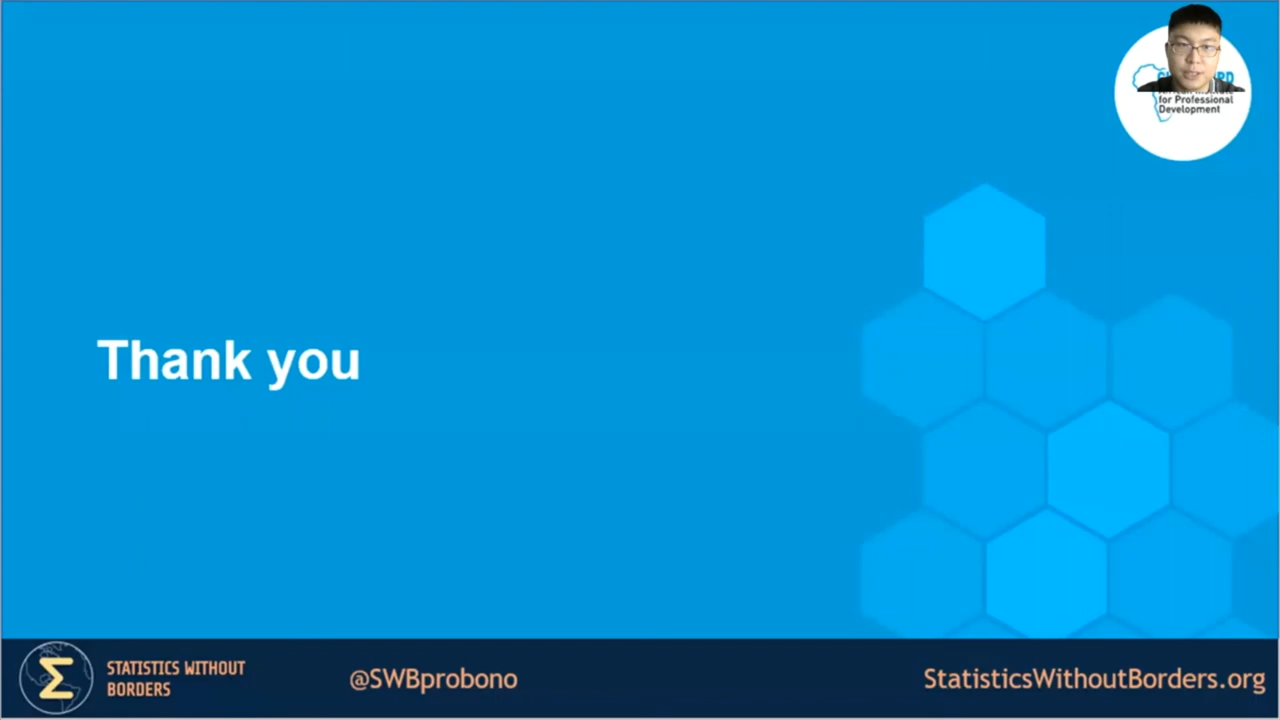 for Professional
Development
Thank you
STATISTICS WITHOUT
BORDERS
@SWBprobono
StatisticsWithoutBorders.org